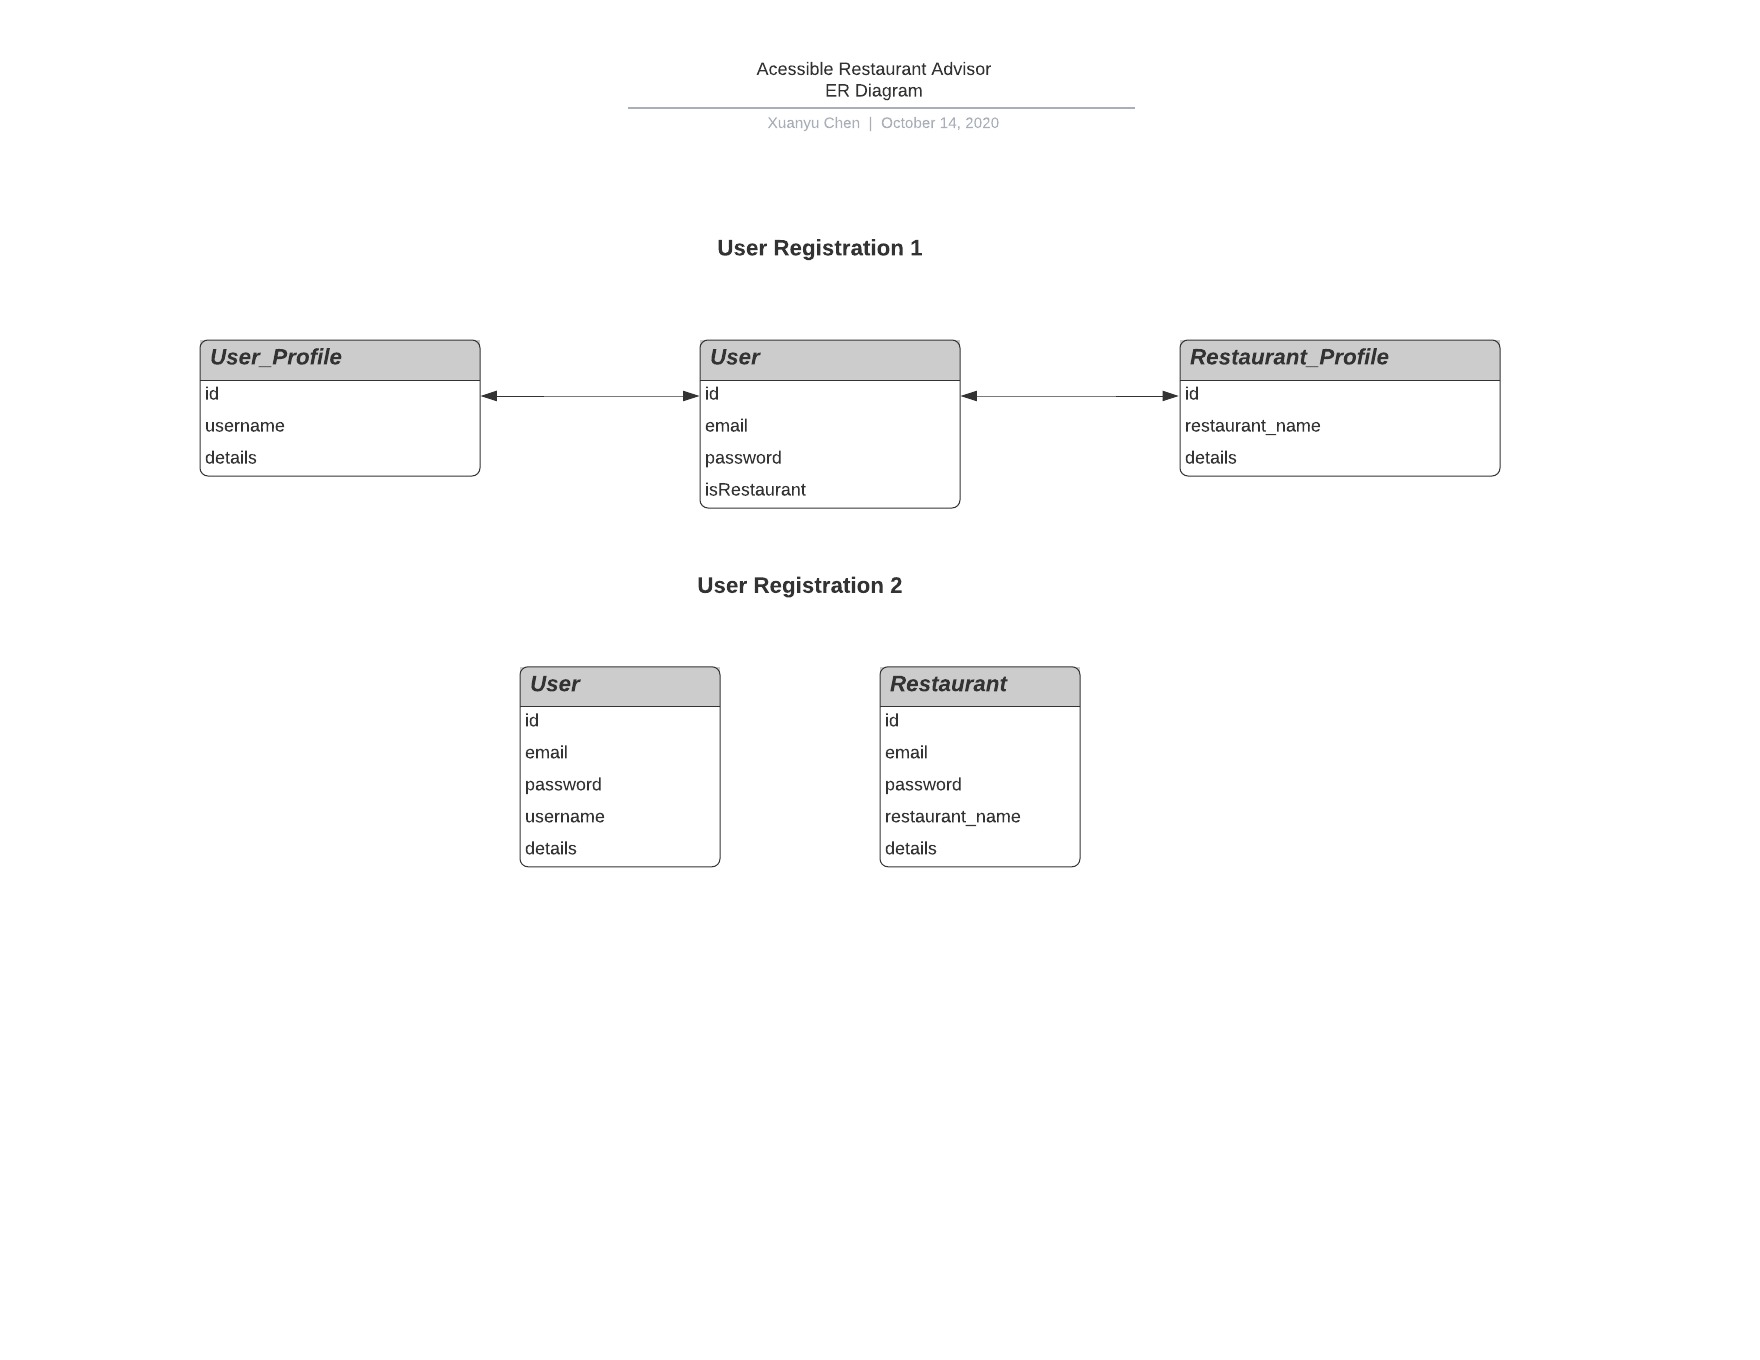 Acessible Restaurant Advisor
ER Diagram
Xuanyu Chen | October 14, 2020
User Registration 1
User_Profile
id
username
details
User
id
email
password
isRestaurant
Restaurant_Profile
id
restaurant_name
details
User Registration 2
User
id
email
password
username
details
Restaurant
id
email
password
restaurant_name
details